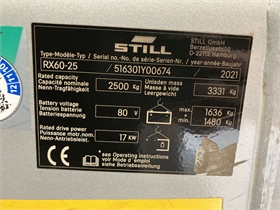 STILL
STILL GmbH
Berzeliusstr.10
D-22113 Hamburg
Type-Modèle-Typ / Serial no.-No. de série-Serien-Nr. / year-année-Baujahr
RX60-25 516301Y00674 2021
Rated capacity
Capacité nominale
Nenn-Tragfähigkeit
2500 kg
Unladen mass
Masse à vide
Leergewicht
3331 kg
Battery voltage
Tension batterie
Batteriespannung
80 V
max 1636 kg
min 1480 kg
Rated drive power
Puissance mot.nom.
Nenn-Antriebsleist.
17 kW
*see Operating instructions
voir Mode d'emploi
siehe Betriebsanleitung